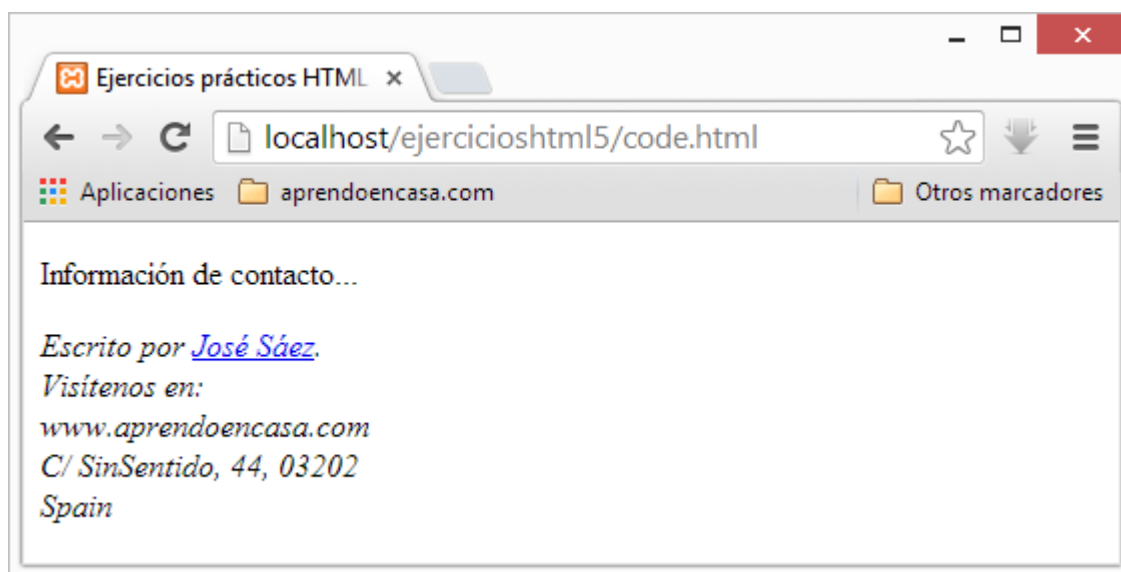 Ejercicios prácticos HTML
localhost/ejercicioshtml5/code.html
Aplicaciones aprendoencasa.com Otros marcadores
Información de contacto...
Escrito por José Sáez.
Visítenos en:
www.aprendoencasa.com
C/ SinSentido, 44, 03202
Spain